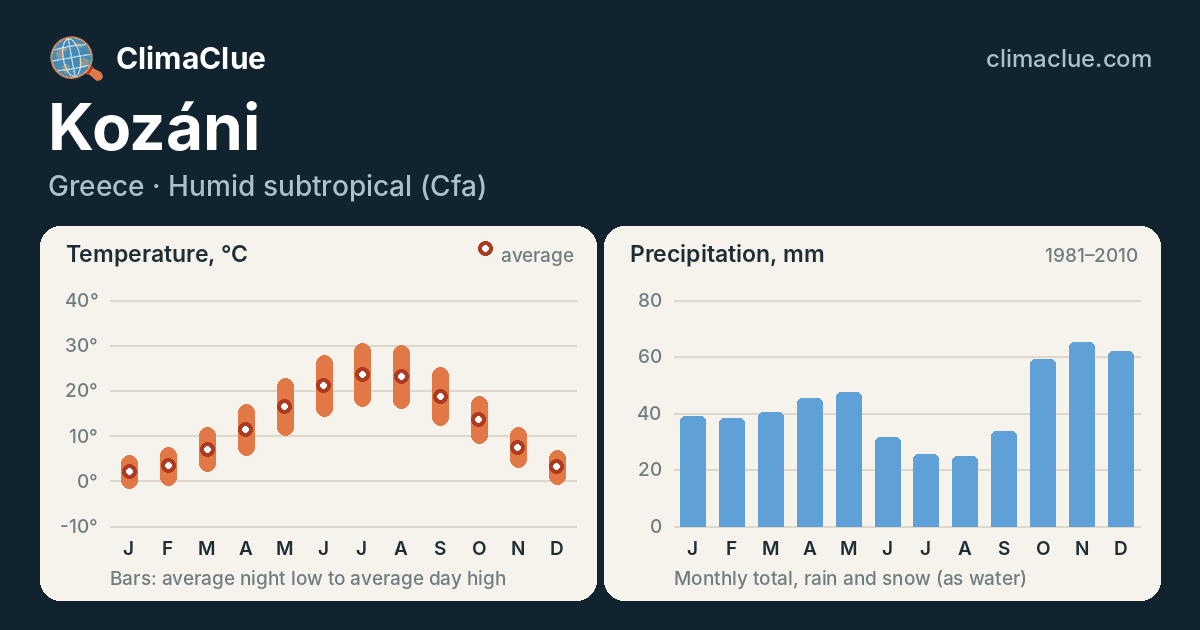 ClimaClue
climaclue.com
Kozáni
Greece · Humid subtropical (Cfa)
Temperature, °C
average
40°
30°
20°
10°
0°
-10°
J F M A M J J A S O N D
Bars: average night low to average day high
Precipitation, mm
1981–2010
80
60
40
20
0
J F M A M J J A S O N D
Monthly total, rain and snow (as water)